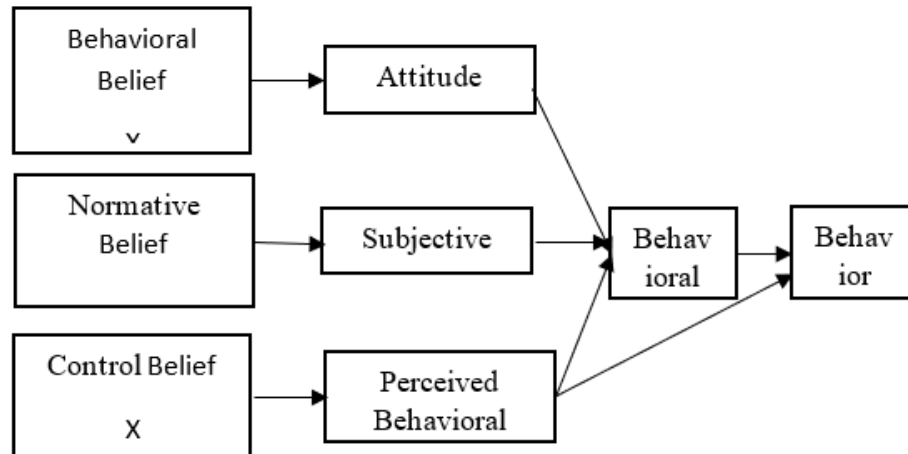 Behavioral
Belief
v
Attitude
Normative
Belief
Subjective
Behav
ioral
Behav
ior
Control Belief
X
Perceived
Behavioral